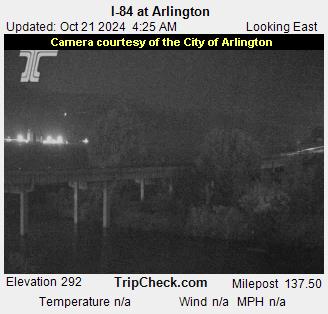 I-84 at Arlington
Updated: Oct 21 2024 4:25 AM Looking East
Camera courtesy of the City of Arlington
Elevation 292 TripCheck.com Milepost 137.50
Temperature n/a Wind n/a MPH n/a